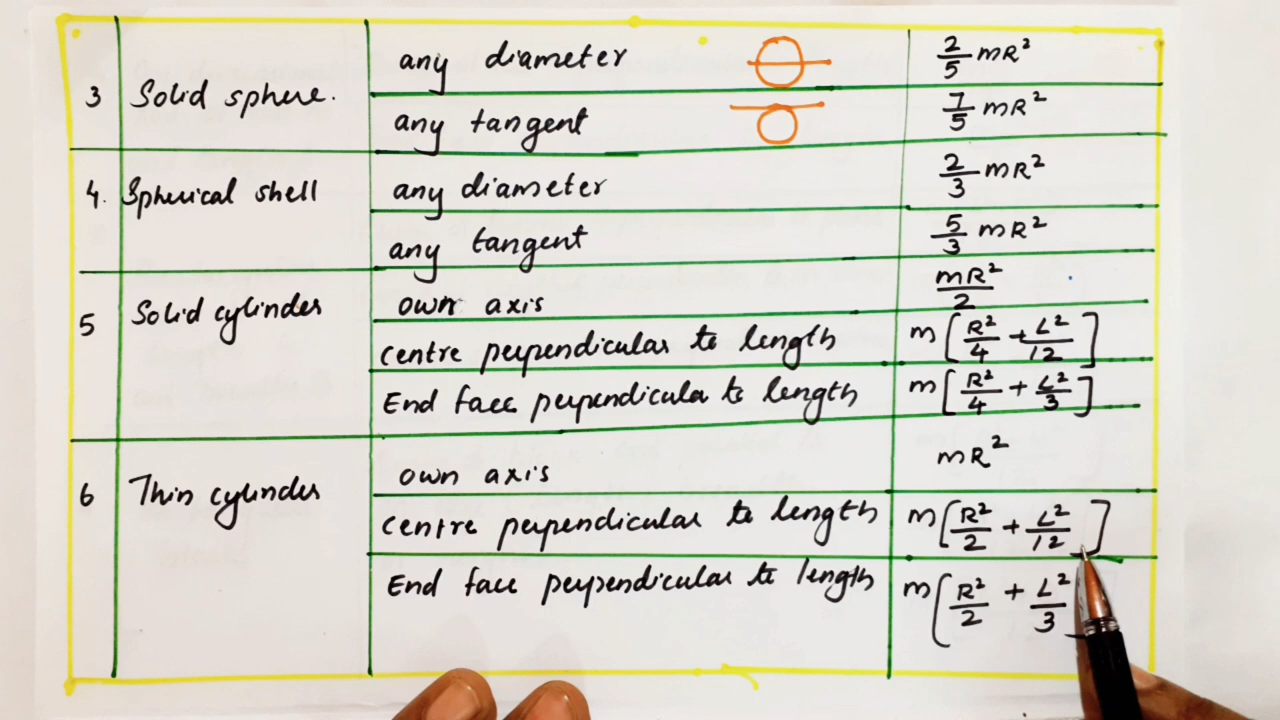 3 Solid sphere. any diameter 2/5 mR²
any tangent 7/5 mR²
4. Spherical shell any diameter 2/3 mR²
any tangent 5/3 mR²
5 Solid cylinder own axis mR²/2
centre perpendicular to length m[R²/4 + L²/12]
End face perpendicular to length m[R²/4 + L²/3]
6 Thin cylinder own axis mR²
centre perpendicular to length m[R²/2 + L²/12]
End face perpendicular to length m[R²/2 + L²/3